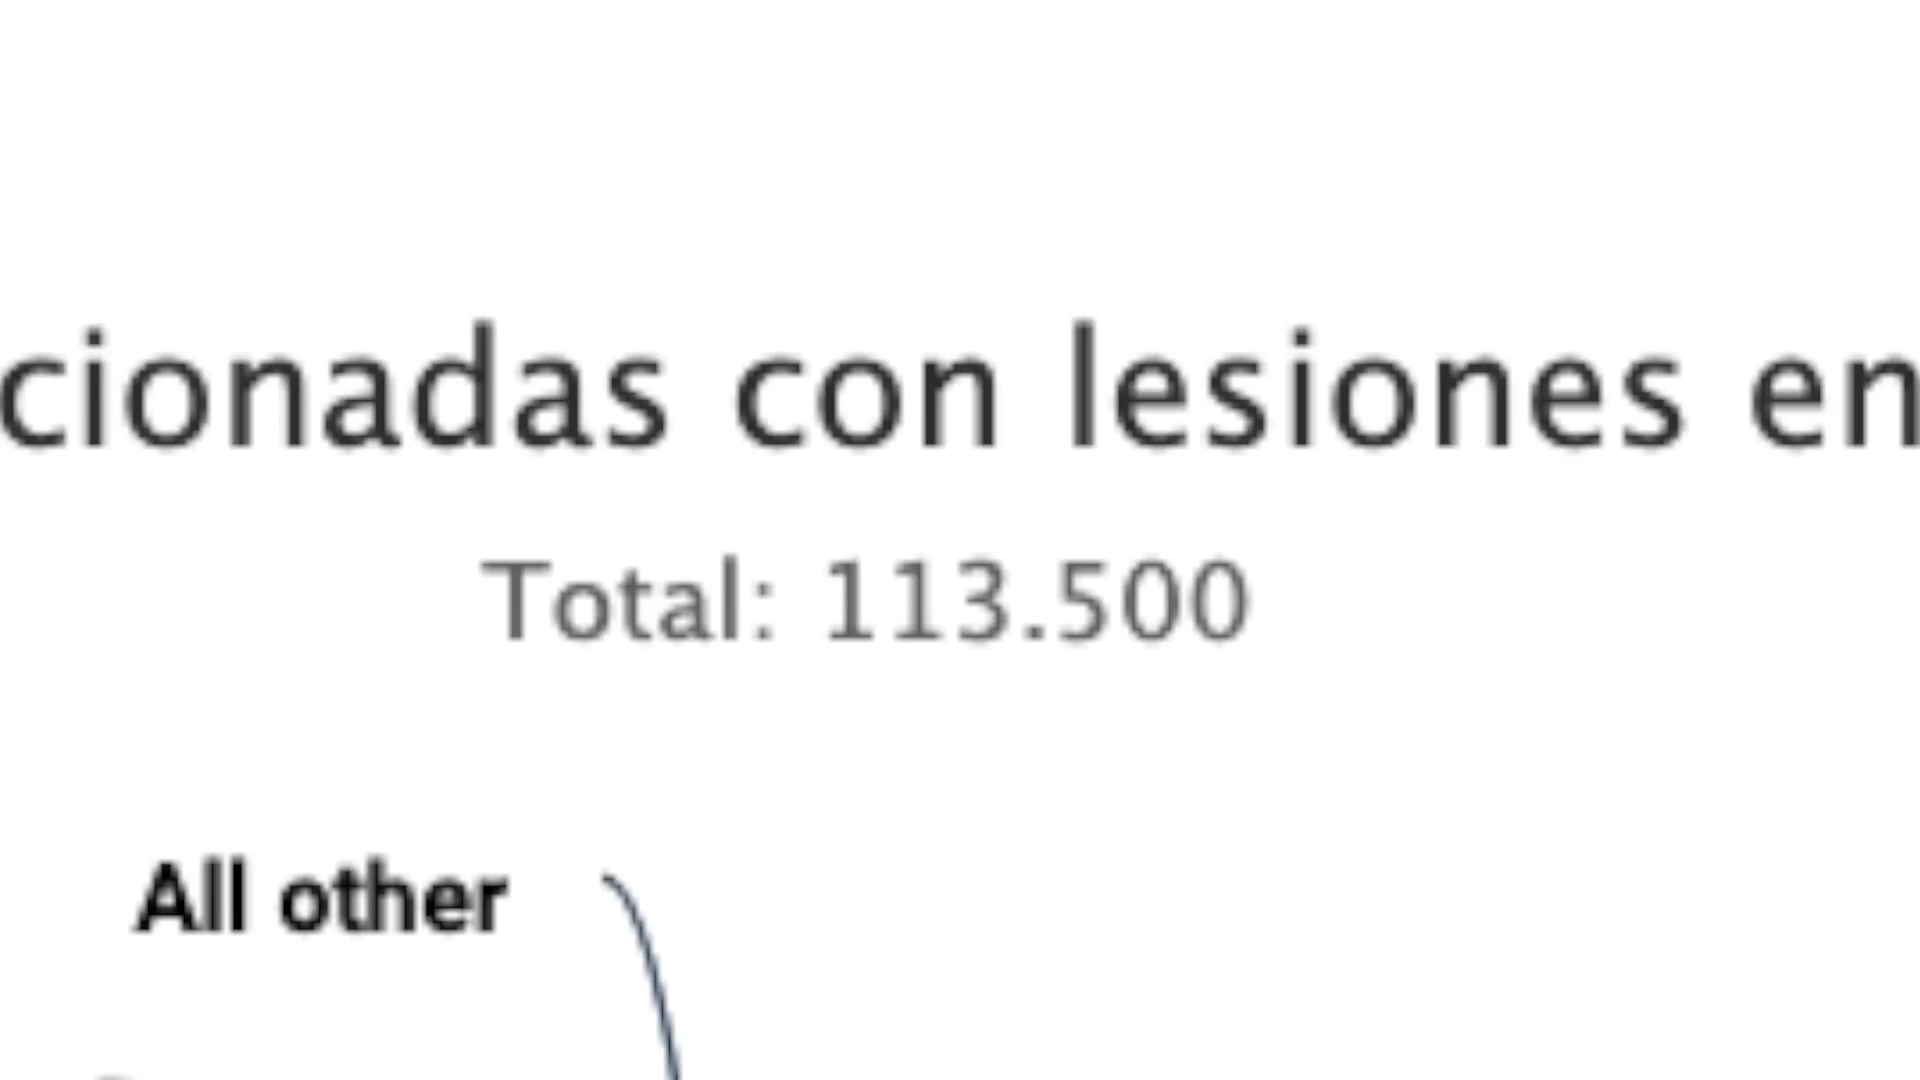 cionadas con lesiones en
Total: 113.500
All other